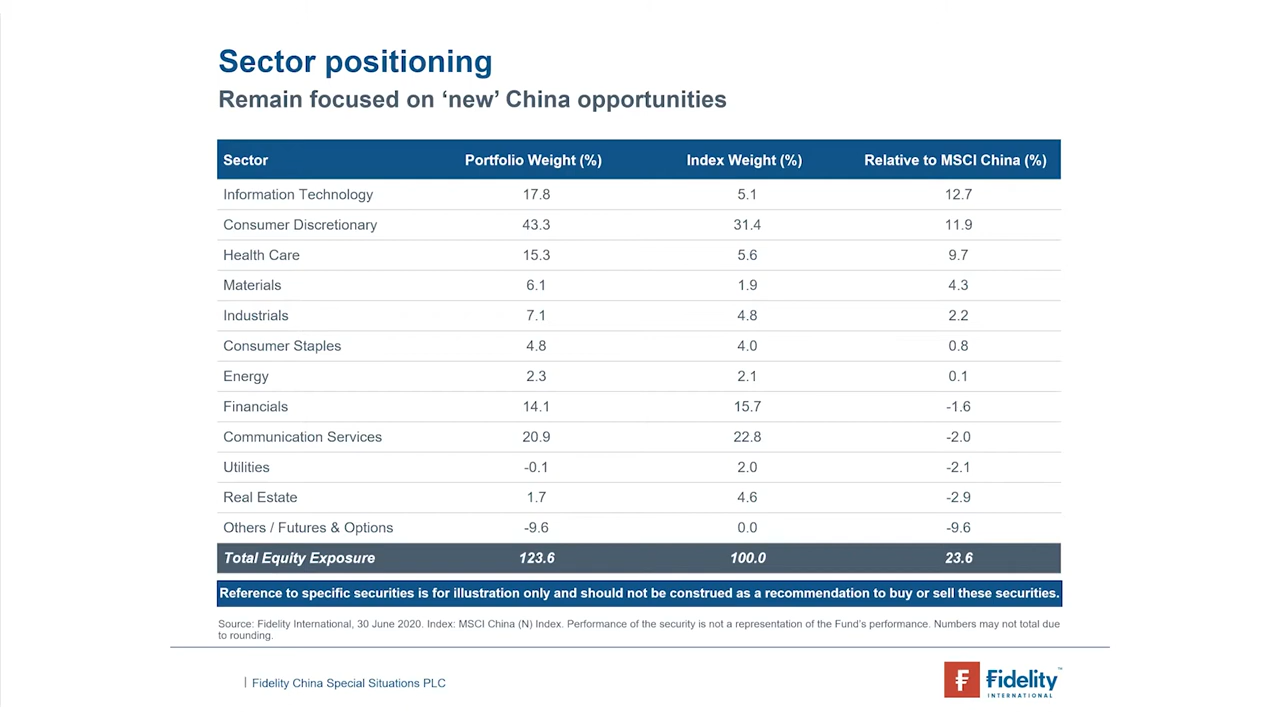 Sector positioning
Remain focused on ‘new’ China opportunities
Sector Portfolio Weight (%) Index Weight (%) Relative to MSCI China (%)
Information Technology 17.8 5.1 12.7
Consumer Discretionary 43.3 31.4 11.9
Health Care 15.3 5.6 9.7
Materials 6.1 1.9 4.3
Industrials 7.1 4.8 2.2
Consumer Staples 4.8 4.0 0.8
Energy 2.3 2.1 0.1
Financials 14.1 15.7 -1.6
Communication Services 20.9 22.8 -2.0
Utilities -0.1 2.0 -2.1
Real Estate 1.7 4.6 -2.9
Others / Futures & Options -9.6 0.0 -9.6
Total Equity Exposure 123.6 100.0 23.6
Reference to specific securities is for illustration only and should not be construed as a recommendation to buy or sell these securities.
Source: Fidelity International, 30 June 2020. Index: MSCI China (N) Index. Performance of the security is not a representation of the Fund’s performance. Numbers may not total due
to rounding.
| Fidelity China Special Situations PLC
Fidelity™
INTERNATIONAL